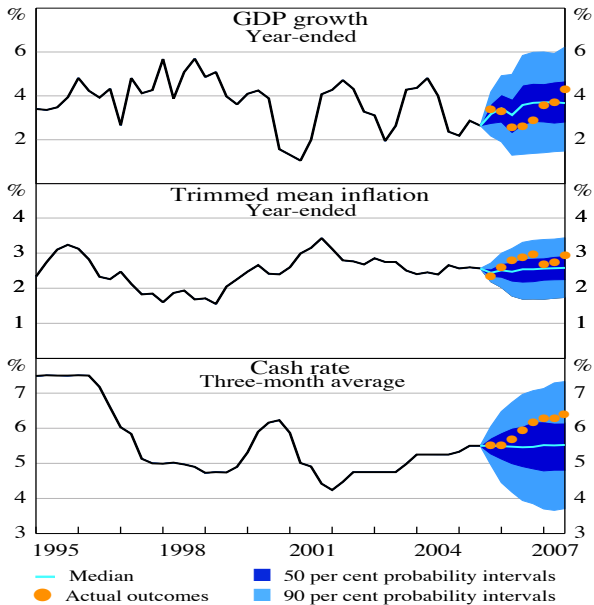 % GDP growth %
Year-ended
6 6
4 4
2 2
% Trimmed mean inflation %
Year-ended
4 4
3 3
2 2
1 1
% Cash rate %
Three-month average
7 7
6 6
5 5
4 4
3 3
1995 1998 2001 2004 2007
Median 50 per cent probability intervals
Actual outcomes 90 per cent probability intervals